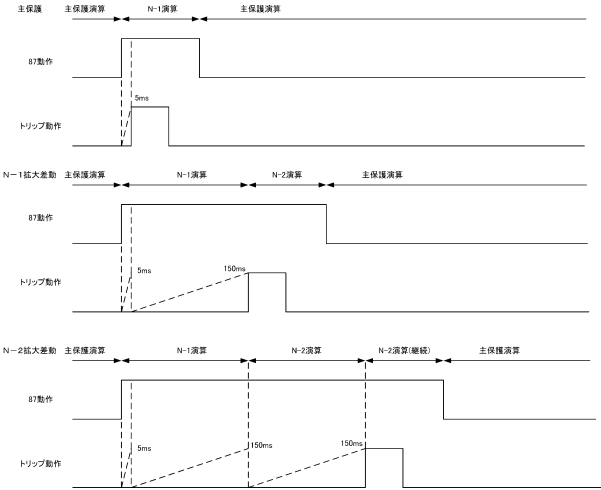 主保護 主保護演算 N-1演算 主保護演算
87動作
5ms
トリップ動作
N－1拡大差動 主保護演算 N-1演算 N-2演算 主保護演算
87動作
5ms 150ms
トリップ動作
N－2拡大差動 主保護演算 N-1演算 N-2演算 N-2演算(継続) 主保護演算
87動作
5ms 150ms 150ms
トリップ動作